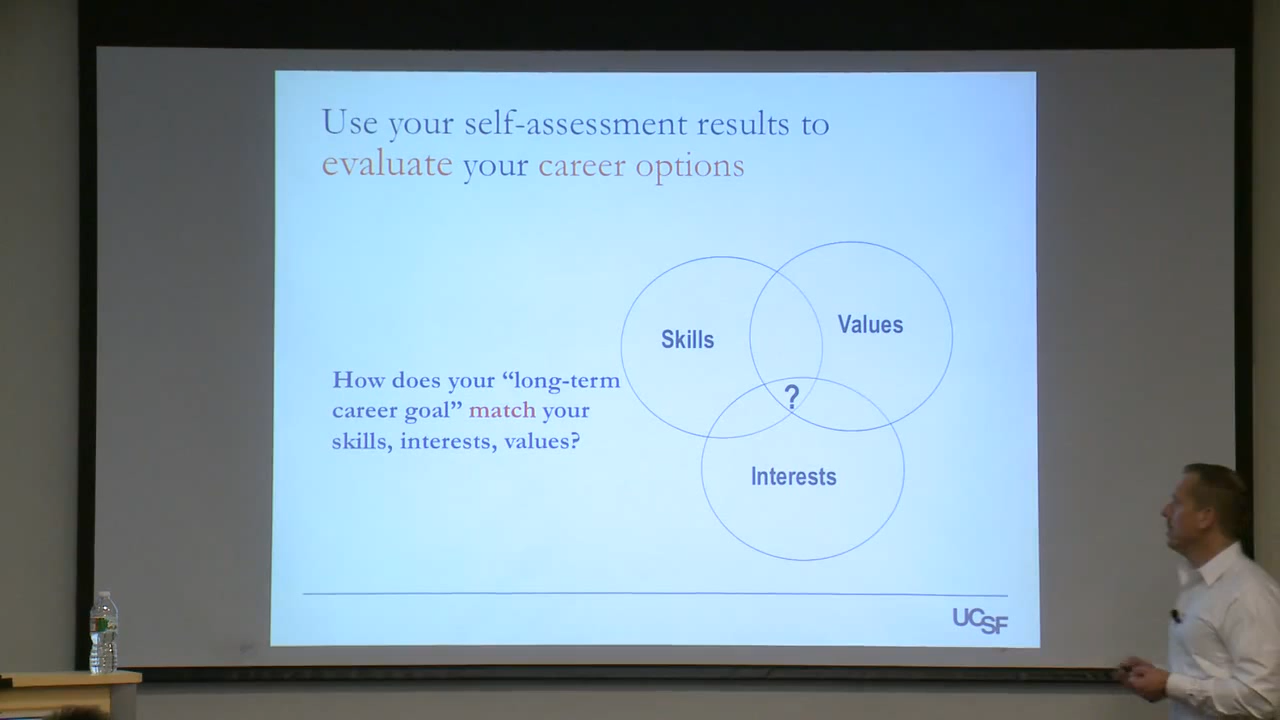 Use your self-assessment results to
evaluate your career options
Skills
Values
How does your “long-term
career goal” match your
skills, interests, values?
?
Interests
UCSF